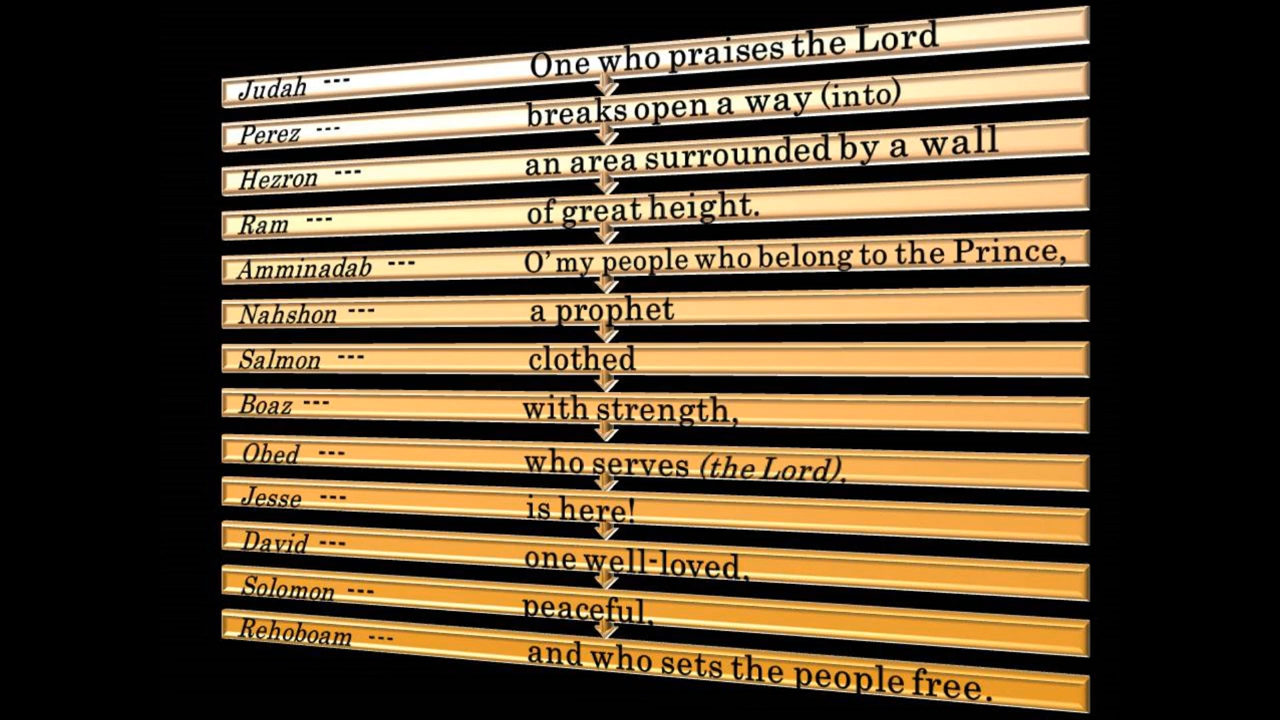 Judah --- One who praises the Lord
Perez --- breaks open a way (into)
Hezron --- an area surrounded by a wall
Ram --- of great height.
Amminadab --- O' my people who belong to the Prince,
Nahshon --- a prophet
Salmon --- clothed
Boaz --- with strength,
Obed --- who serves (the Lord),
Jesse --- is here!
David --- one well-loved,
Solomon --- peaceful,
Rehoboam --- and who sets the people free.